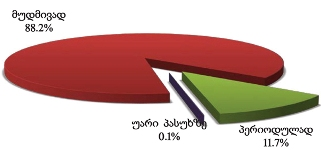 მუდმივად
88.2%
უარი პასუხზე
0.1%
პერიოდულად
11.7%